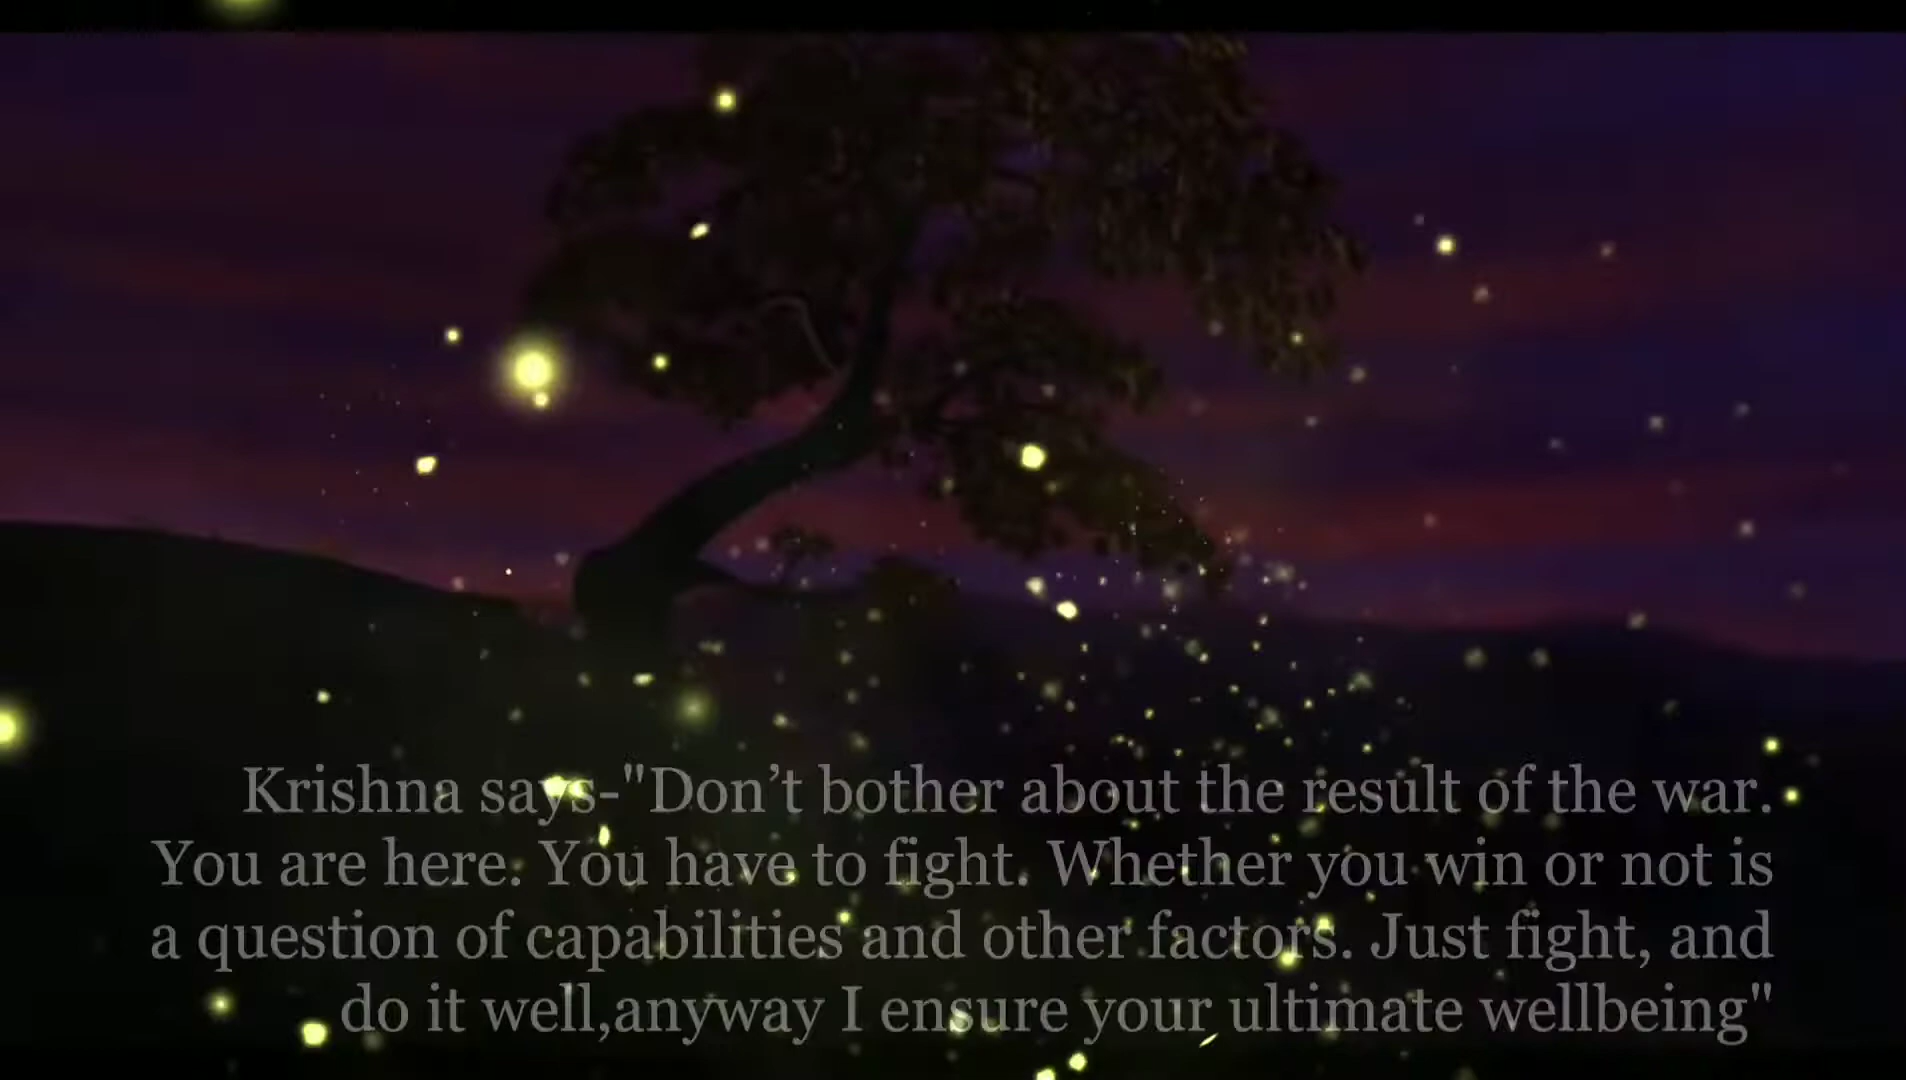 Krishna says-"Don’t bother about the result of the war.
You are here. You have to fight. Whether you win or not is
a question of capabilities and other factors. Just fight, and
do it well,anyway I ensure your ultimate wellbeing"